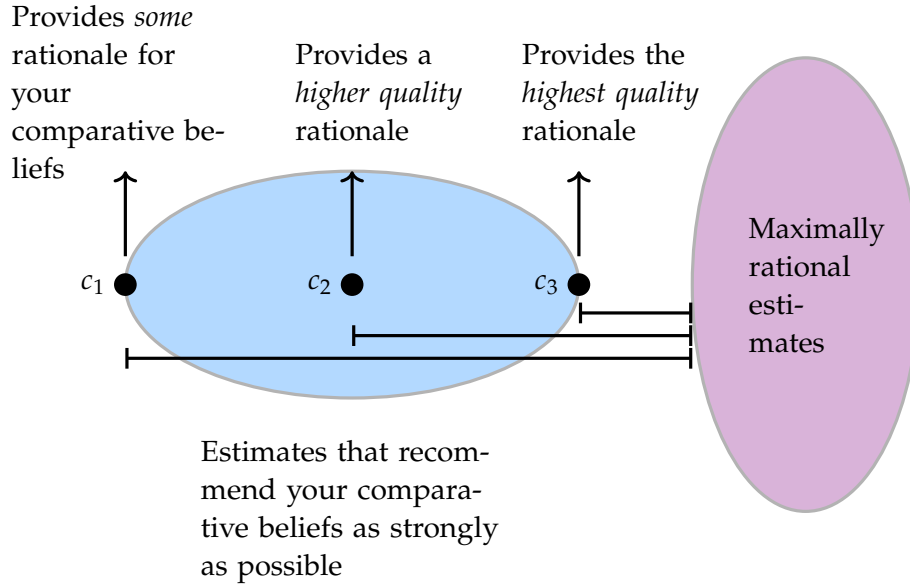 Provides some
rationale for
your
comparative be-
liefs
Provides a
higher quality
rationale
Provides the
highest quality
rationale
c1
c2
c3
Maximally
rational
esti-
mates
Estimates that recom-
mend your compara-
tive beliefs as strongly
as possible